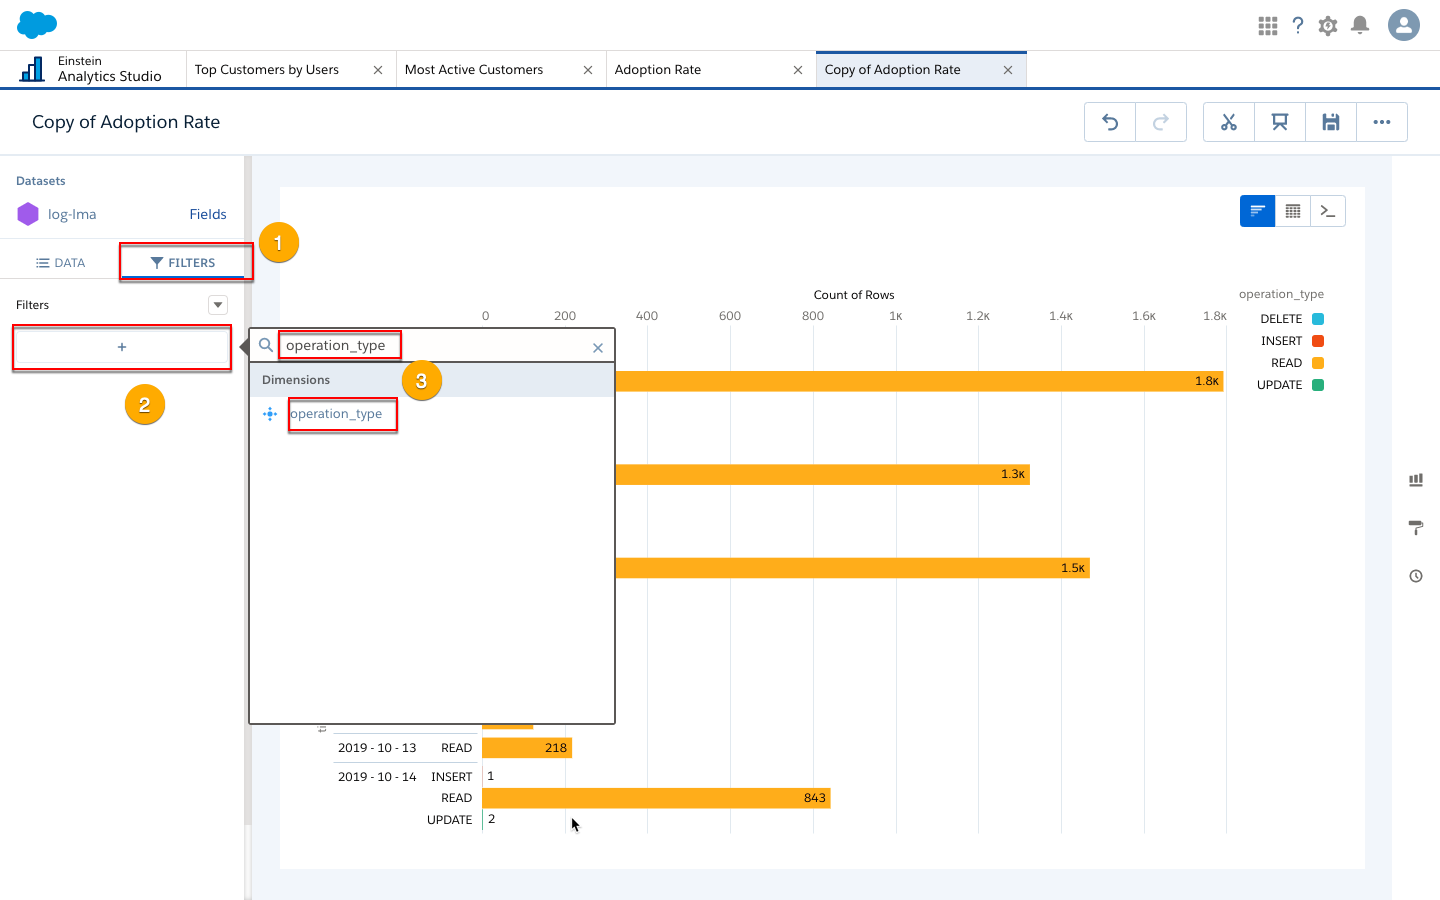 Einstein
Analytics Studio
Top Customers by Users
Most Active Customers
Adoption Rate
Copy of Adoption Rate
Copy of Adoption Rate
Datasets
log-lma
Fields
1
DATA
FILTERS
Filters
+
2
operation_type
3
Dimensions
operation_type
Count of Rows
0 200 400 600 800 1K 1.2K 1.4K 1.6K 1.8K
operation_type
DELETE
INSERT
READ
UPDATE
1.8K
1.3K
1.5K
2019 - 10 - 13 READ 218
2019 - 10 - 14 INSERT 1
READ 843
UPDATE 2